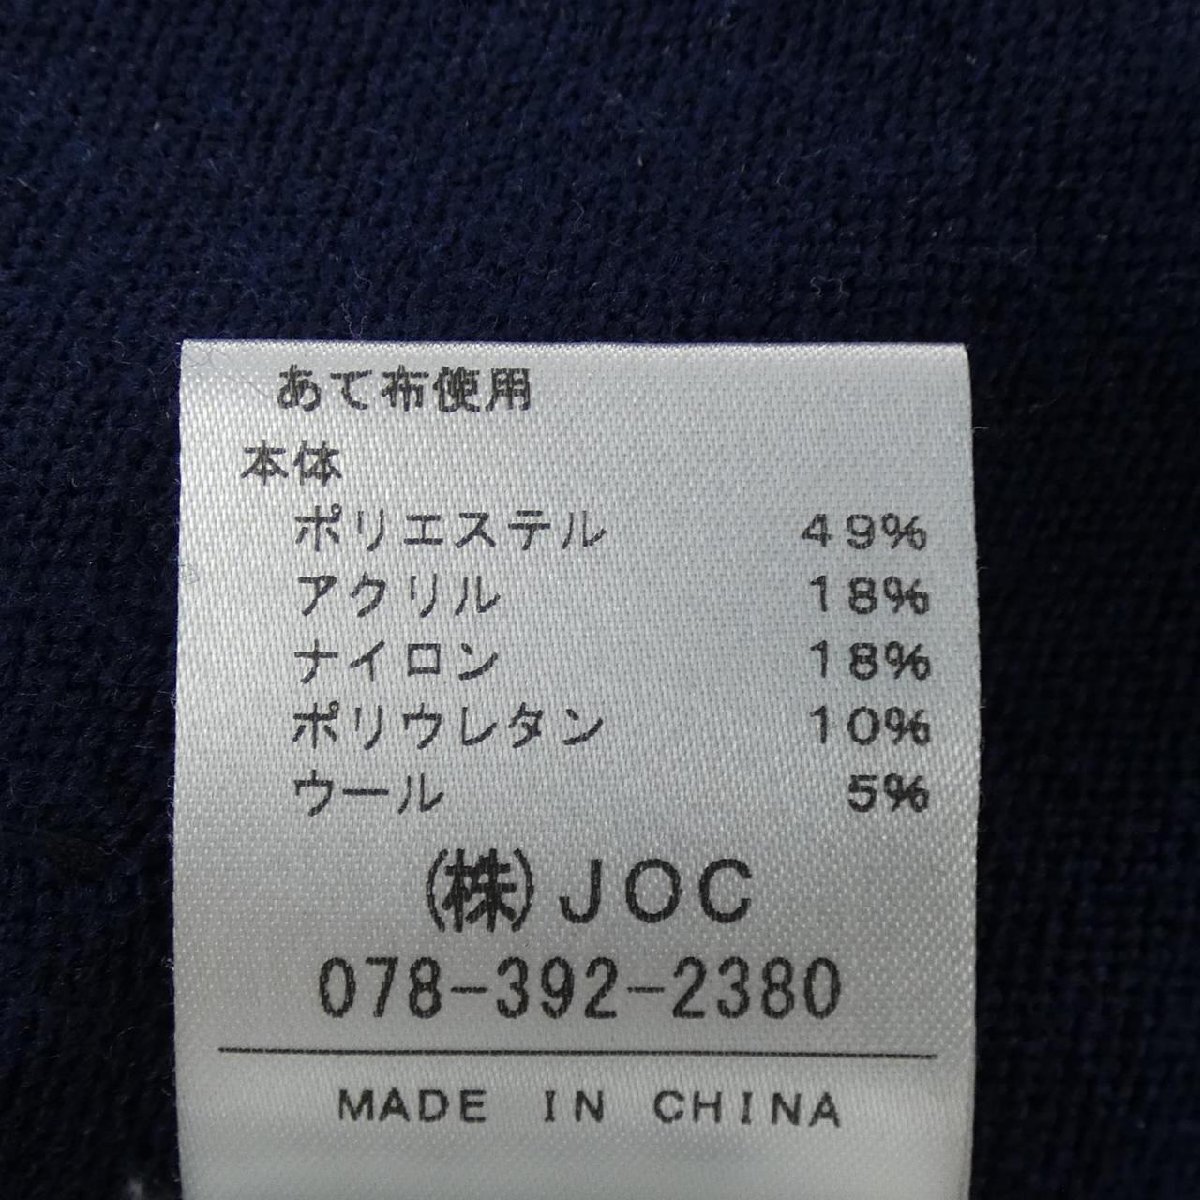 あて布使用
本体
ポリエステル 49%
アクリル 18%
ナイロン 18%
ポリウレタン 10%
ウール 5%
(株)JOC
078-392-2380
MADE IN CHINA